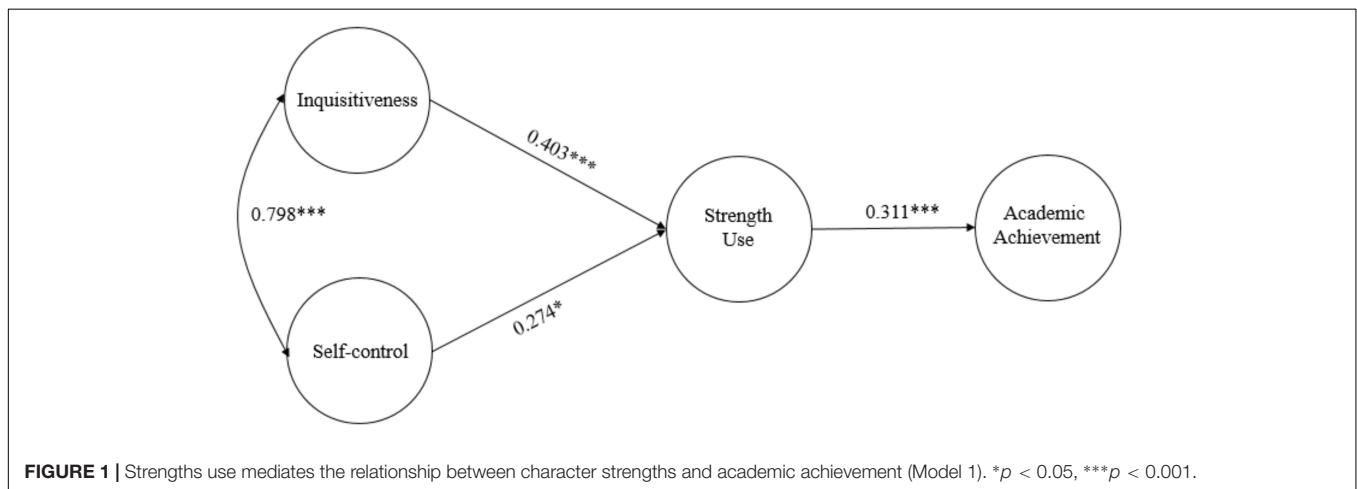 Inquisitiveness
0.403***
0.798***
Strength
Use
0.311***
Academic
Achievement
0.274*
Self-control
FIGURE 1 | Strengths use mediates the relationship between character strengths and academic achievement (Model 1). *p < 0.05, ***p < 0.001.